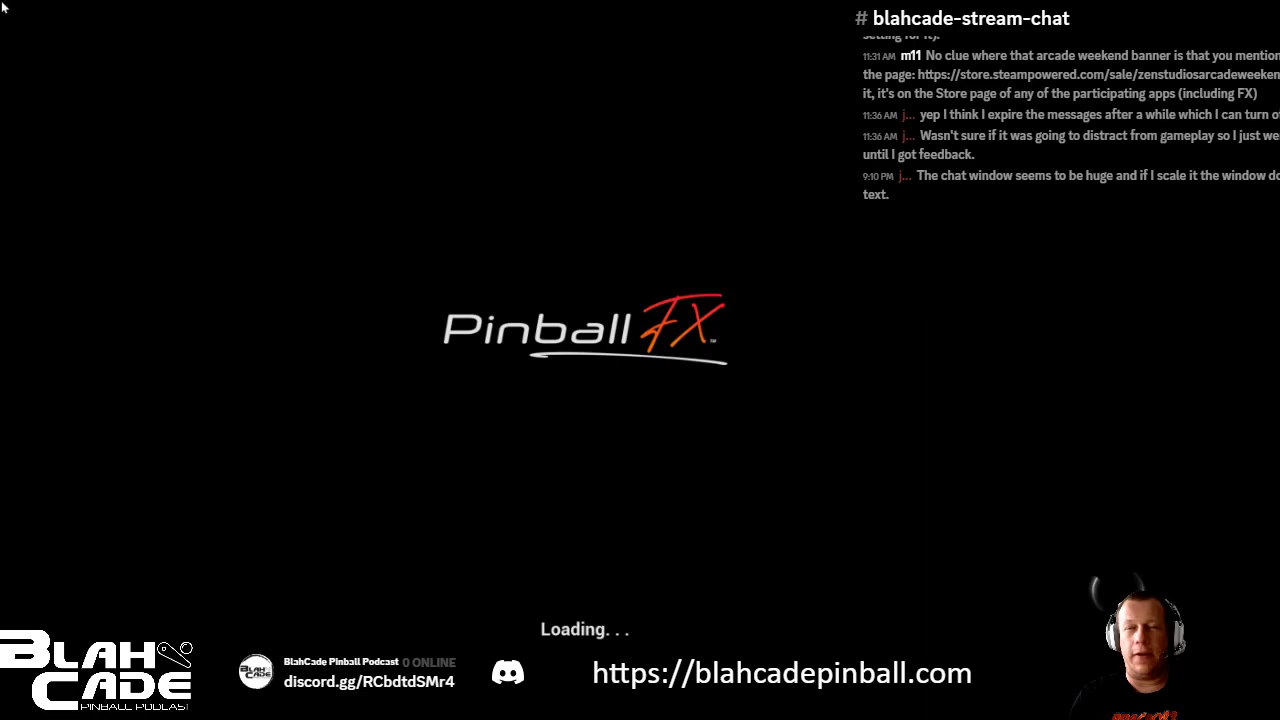 # blahcade-stream-chat
11:31 AM m11 No clue where that arcade weekend banner is that you mention
the page: https://store.steampowered.com/sale/zenstudiosarcadeweeken
it, it's on the Store page of any of the participating apps (including FX)
11:36 AM j... yep I think I expire the messages after a while which I can turn o
11:36 AM j... Wasn't sure if it was going to distract from gameplay so I just we
until I got feedback.
9:10 PM j... The chat window seems to be huge and if I scale it the window do
text.
Pinball FX™
Loading. . .
BLAHCADE
PINBALL PODCAST
BlahCade Pinball Podcast 0 ONLINE
discord.gg/RCbdtdSMr4
https://blahcadepinball.com